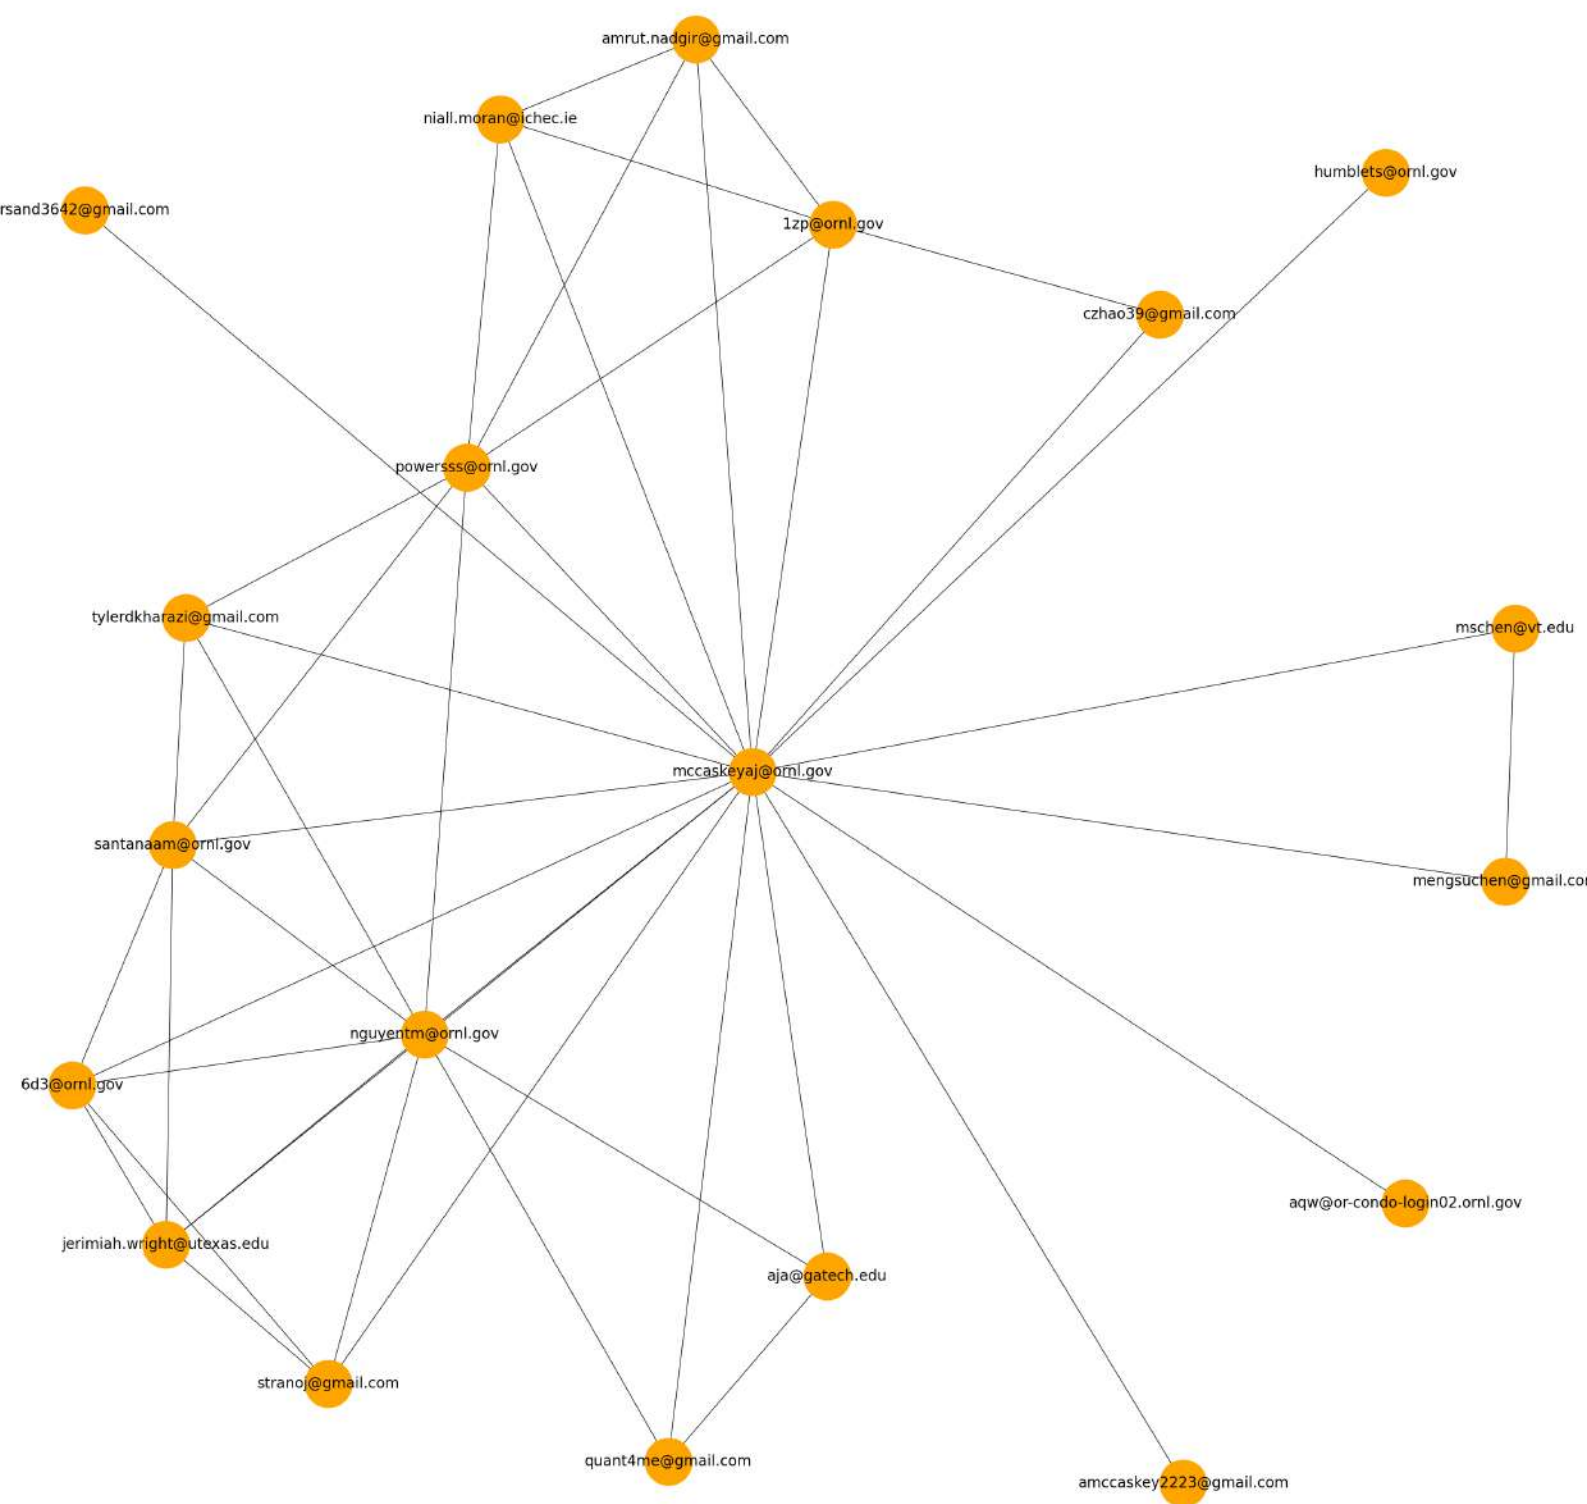 amrut.nadgir@gmail.com
niall.moran@ichec.ie
humblets@ornl.gov
rsand3642@gmail.com
1zp@ornl.gov
czhao39@gmail.com
powersss@ornl.gov
tylerdkharazi@gmail.com
mschen@vt.edu
mccaskeyaj@ornl.gov
santanaam@ornl.gov
mengsuchen@gmail.com
nguyentm@ornl.gov
6d3@ornl.gov
aqw@or-condo-login02.ornl.gov
jerimiah.wright@utexas.edu
aja@gatech.edu
stranoj@gmail.com
quant4me@gmail.com
amccaskey2223@gmail.com